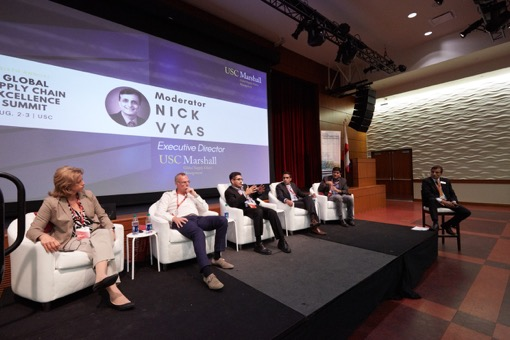 GLOBAL
PPLY CHAIN
XCELLENCE
SUMMIT
UG. 2-3 | USC
Moderator
NICK
VYAS
Executive Director
USC Marshall
USC Marshall